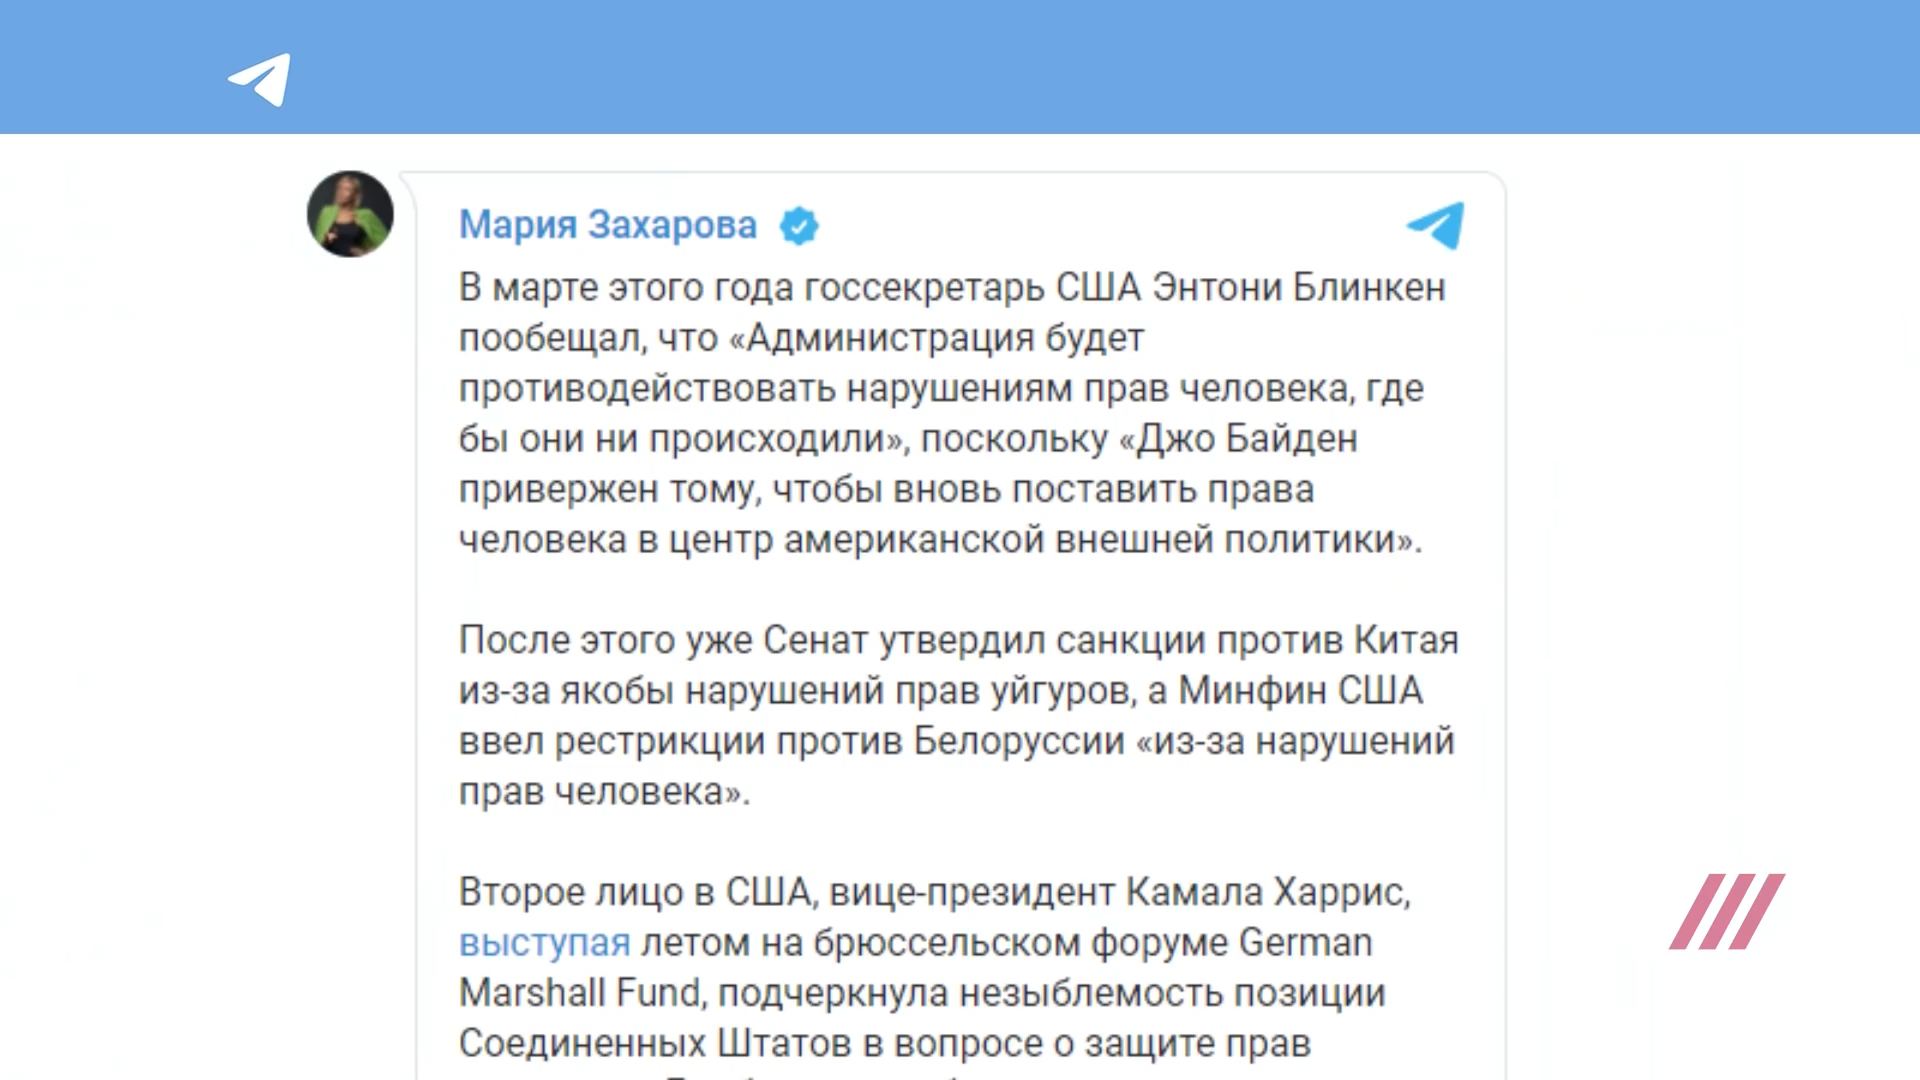 Мария Захарова
В марте этого года госсекретарь США Энтони Блинкен
пообещал, что «Администрация будет
противодействовать нарушениям прав человека, где
бы они ни происходили», поскольку «Джо Байден
привержен тому, чтобы вновь поставить права
человека в центр американской внешней политики».
После этого уже Сенат утвердил санкции против Китая
из-за якобы нарушений прав уйгуров, а Минфин США
ввел рестрикции против Белоруссии «из-за нарушений
прав человека».
Второе лицо в США, вице-президент Камала Харрис,
выступая летом на брюссельском форуме German
Marshall Fund, подчеркнула незыблемость позиции
Соединенных Штатов в вопросе о защите прав